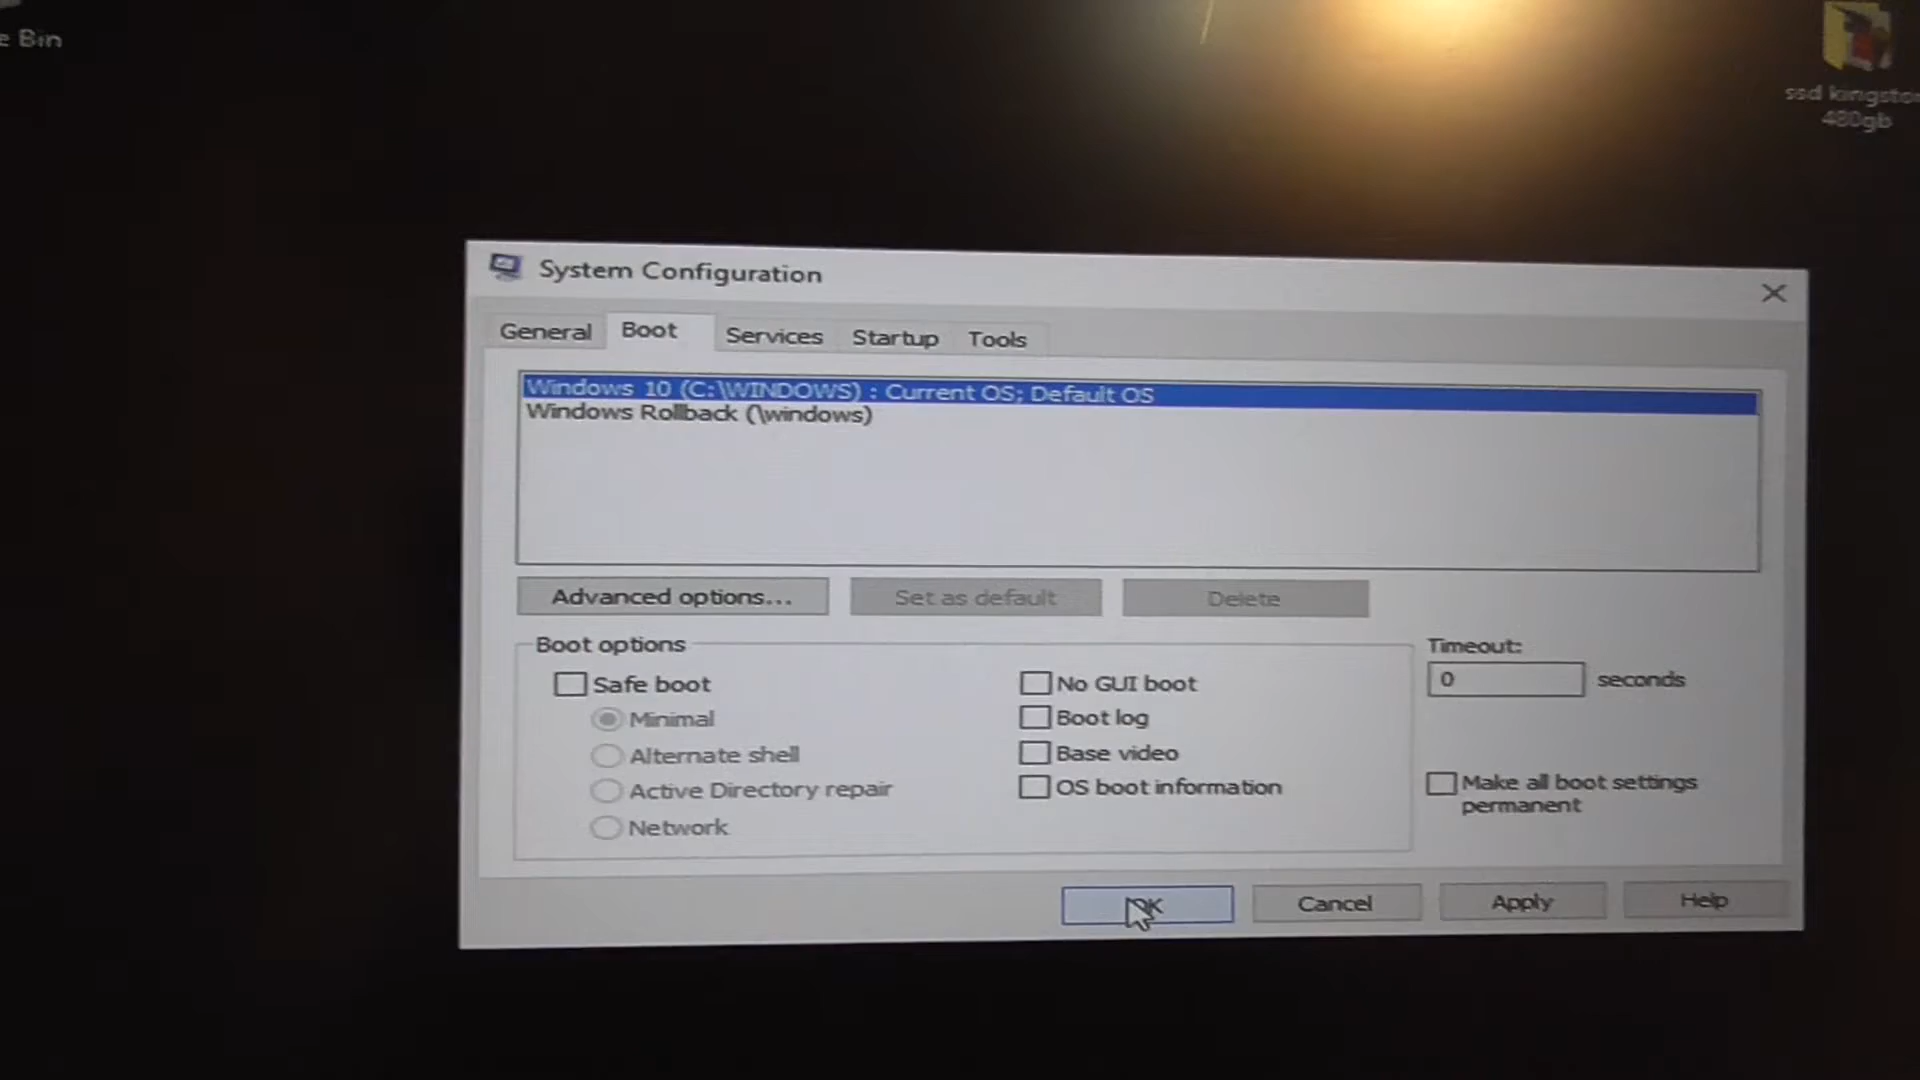 e Bin
ssd kingston
480gb
System Configuration
General
Boot
Services
Startup
Tools
Windows 10 (C:\WINDOWS) : Current OS; Default OS
Windows Rollback (\windows)
Advanced options...
Set as default
Delete
Boot options
Timeout:
Safe boot
No GUI boot
0
seconds
Minimal
Boot log
Alternate shell
Base video
Active Directory repair
OS boot information
Make all boot settings
permanent
Network
OK
Cancel
Apply
Help